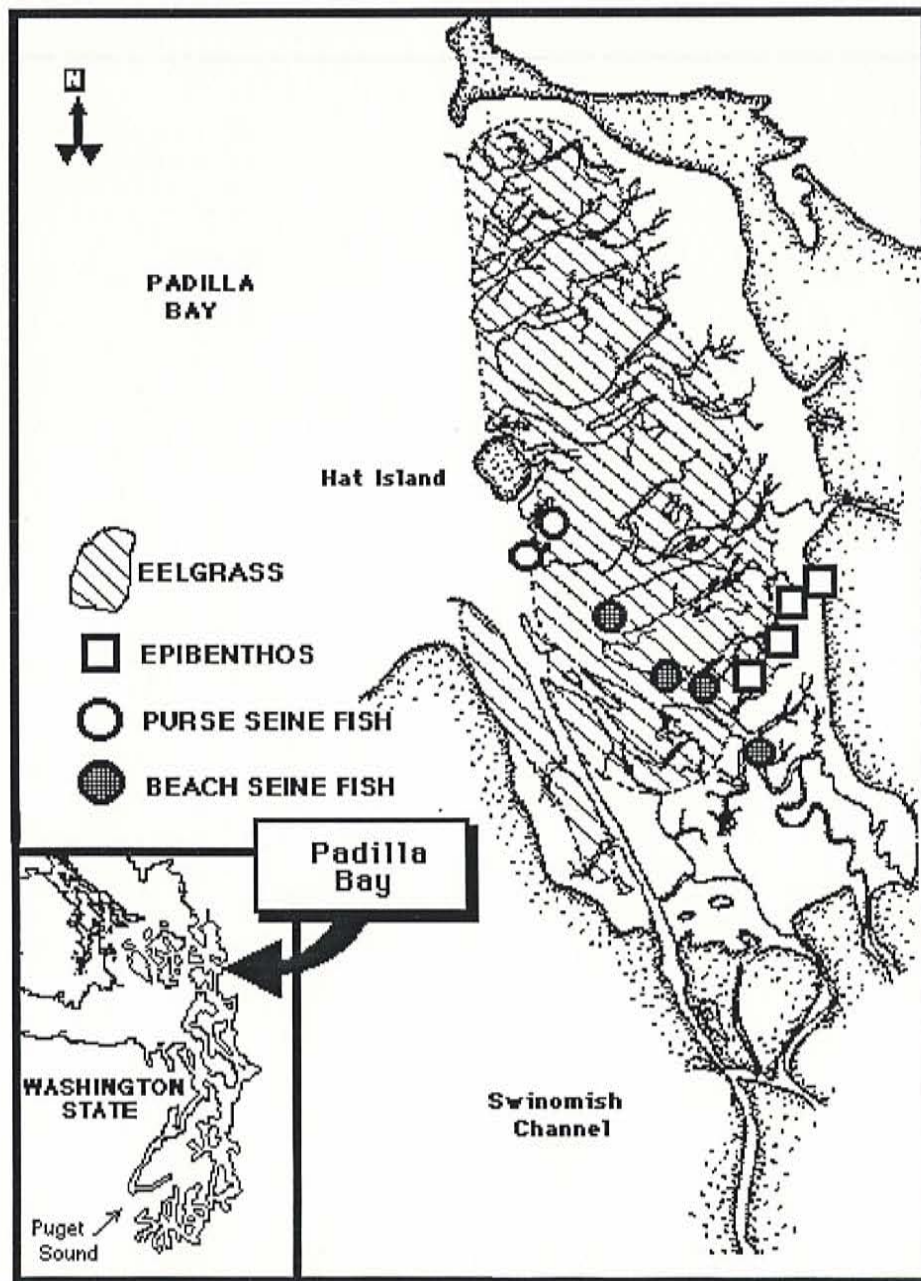 N
PADILLA
BAY
Hat Island
EELGRASS
EPIBENTHOS
PURSE SEINE FISH
BEACH SEINE FISH
Padilla
Bay
WASHINGTON
STATE
Puget
Sound
Swinomish
Channel